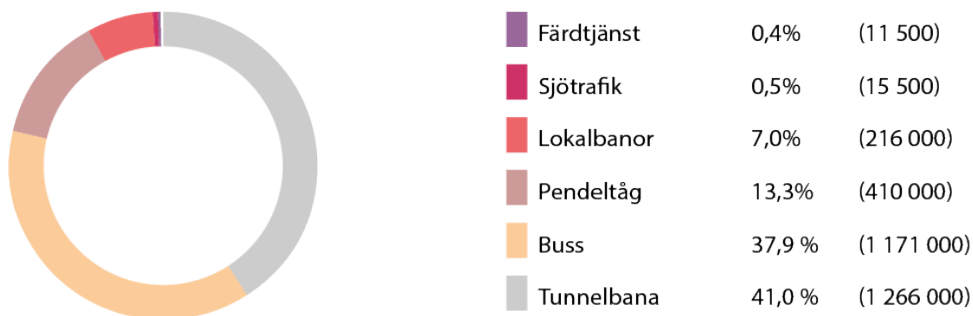 Färdtjänst 0,4% (11 500)
Sjötrafik 0,5% (15 500)
Lokalbanor 7,0% (216 000)
Pendeltåg 13,3% (410 000)
Buss 37,9 % (1 171 000)
Tunnelbana 41,0 % (1 266 000)